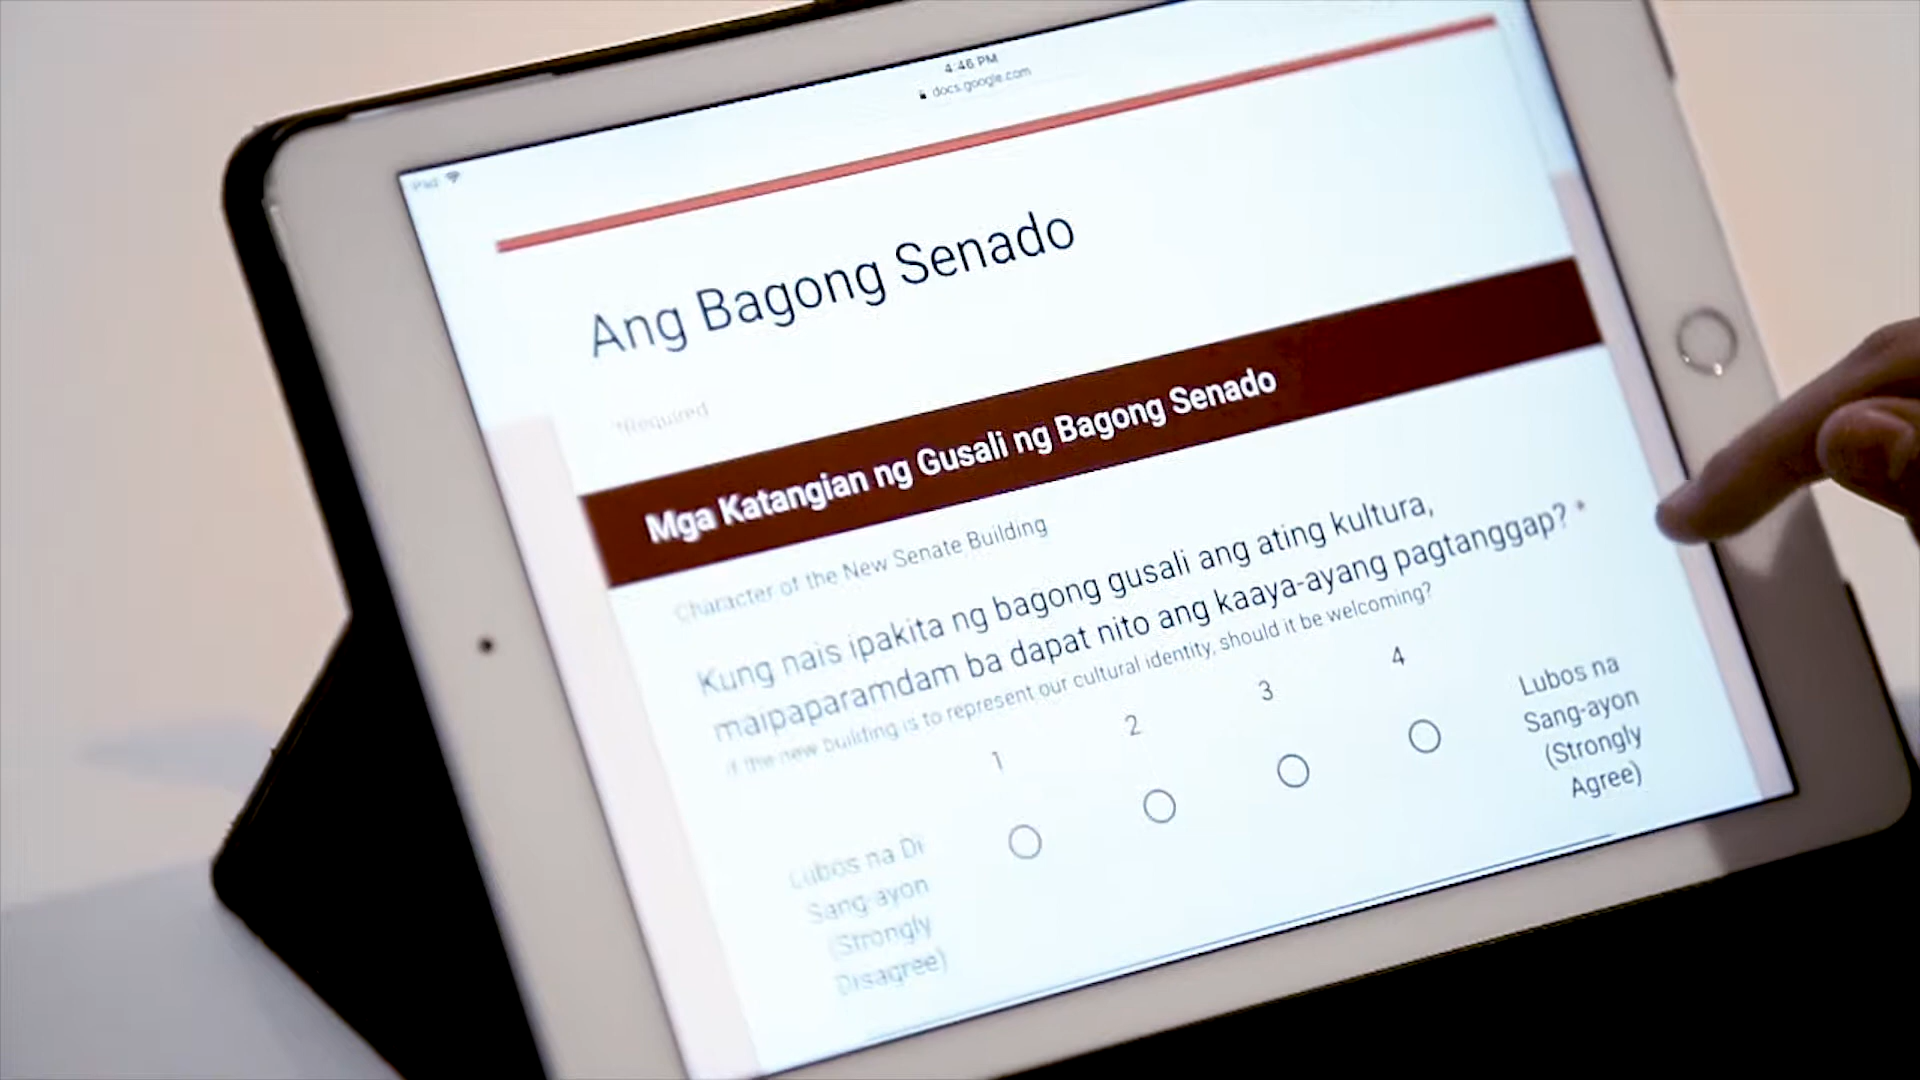 4:46 PM
docs.google.com
iPad
Ang Bagong Senado
*Required
Mga Katangian ng Gusali ng Bagong Senado
Character of the New Senate Building
Kung nais ipakita ng bagong gusali ang ating kultura,
maipaparamdam ba dapat nito ang kaaya-ayang pagtanggap? *
If the new building is to represent our cultural identity, should it be welcoming?
1 2 3 4
Lubos na Di
Sang-ayon
(Strongly
Disagree)
Lubos na
Sang-ayon
(Strongly
Agree)